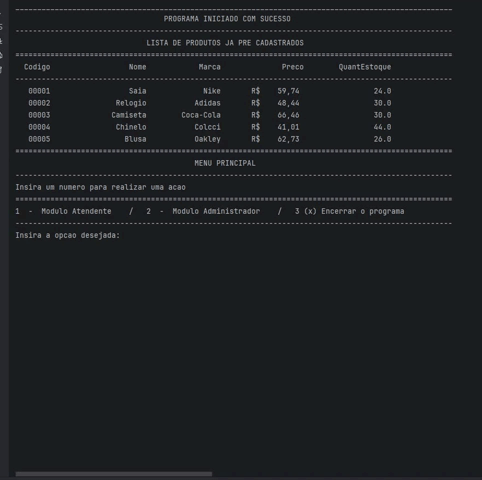 PROGRAMA INICIADO COM SUCESSO
LISTA DE PRODUTOS JA PRE CADASTRADOS
Codigo Nome Marca Preco QuantEstoque
00001 Saia Nike R$ 59,74 24.0
00002 Relogio Adidas R$ 48,44 30.0
00003 Camiseta Coca-Cola R$ 66,46 30.0
00004 Chinelo Colcci R$ 41,01 44.0
00005 Blusa Oakley R$ 62,73 26.0
MENU PRINCIPAL
Insira um numero para realizar uma acao
1 - Modulo Atendente / 2 - Modulo Administrador / 3 (x) Encerrar o programa
Insira a opcao desejada: